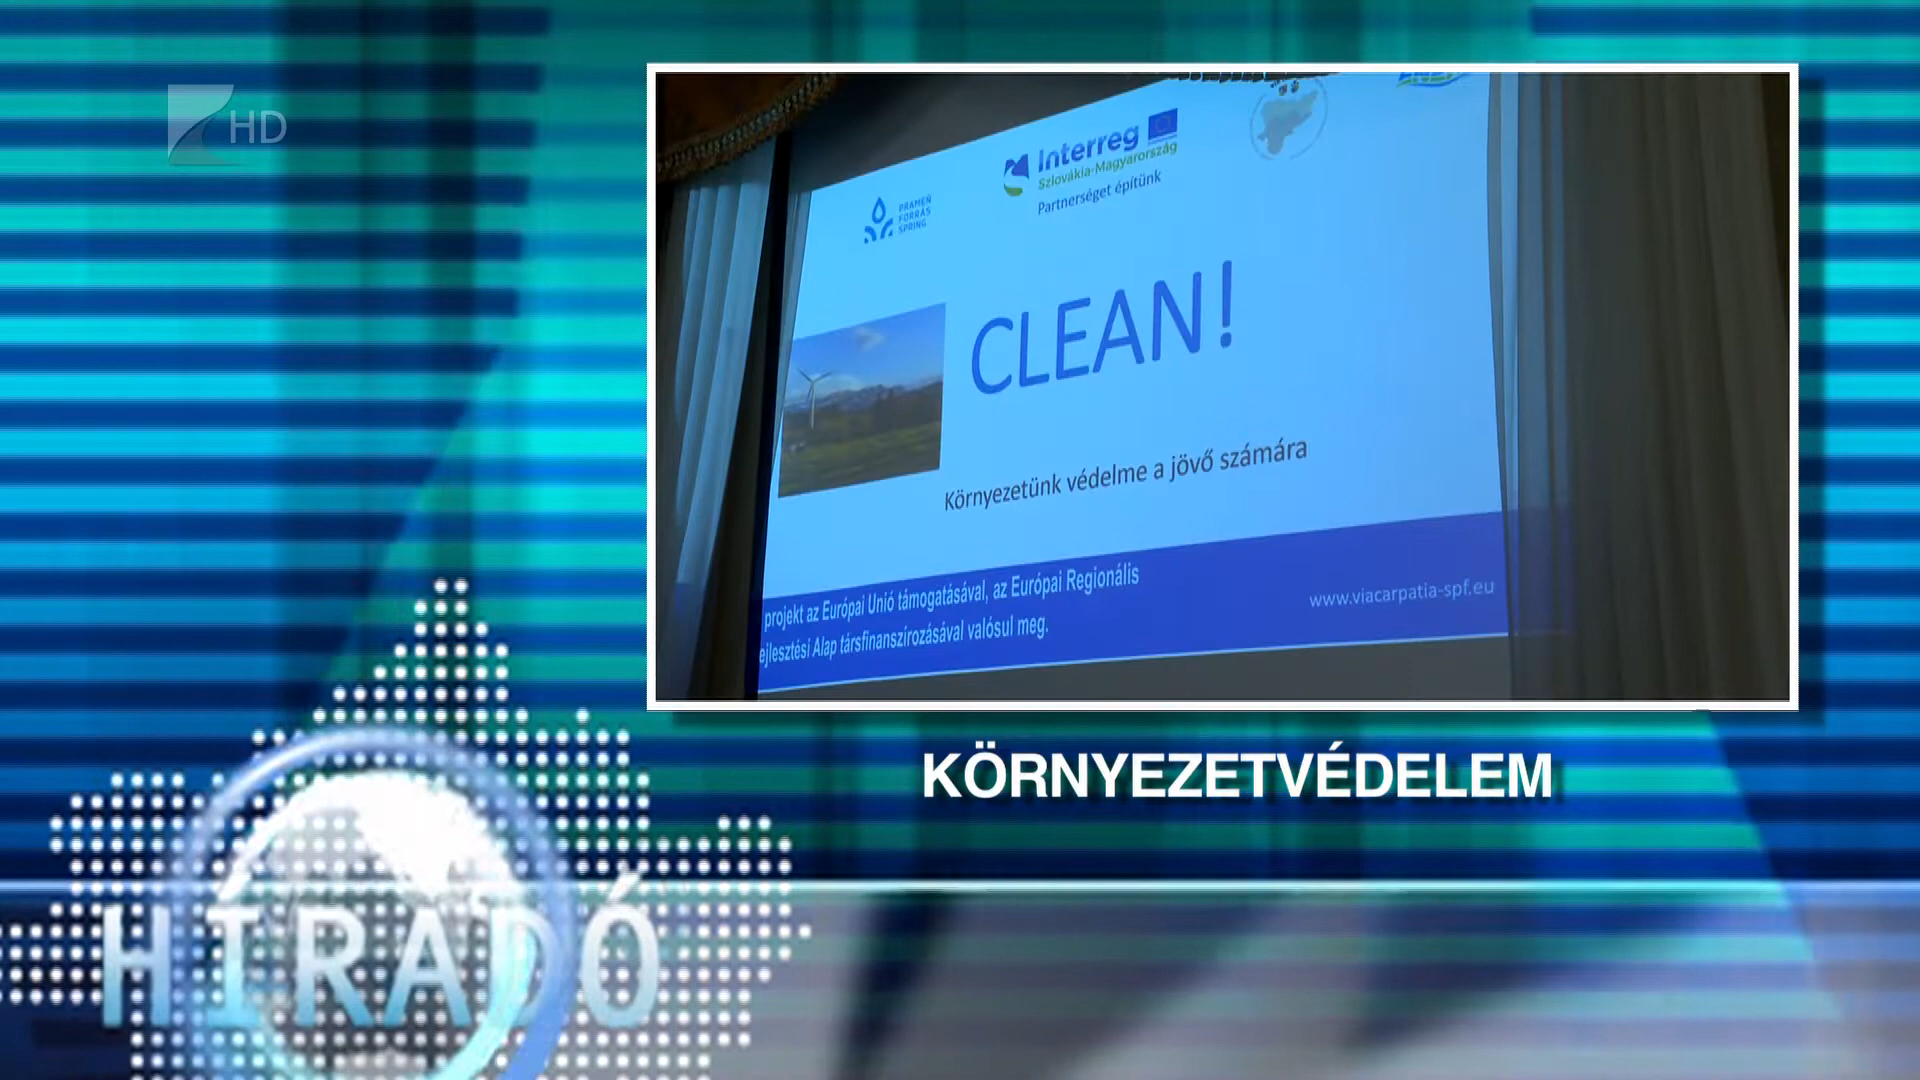 HD
Interreg
Szlovákia-Magyarország
Partnerséget építünk
PRAMEŇ
FORRÁS
SPRING
CLEAN!
Környezetünk védelme a jövő számára
projekt az Európai Unió támogatásával, az Európai Regionális
ejlesztési Alap társfinanszírozásával valósul meg.
www.viacarpatia-spf.eu
KÖRNYEZETVÉDELEM
HÍRADÓ